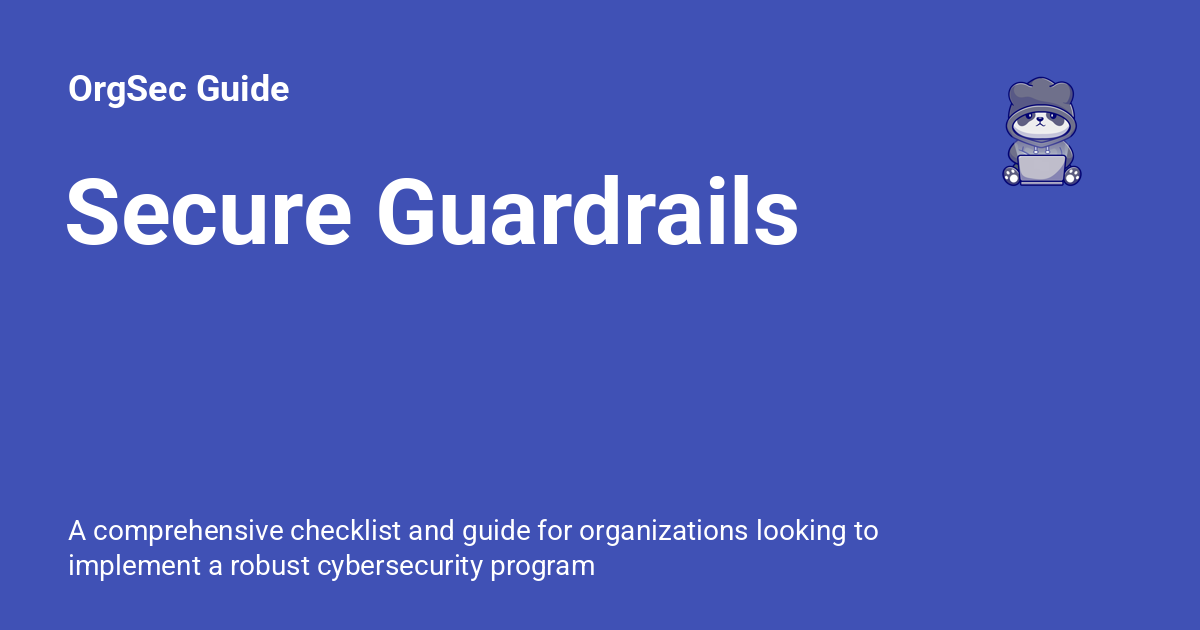 OrgSec Guide
Secure Guardrails
A comprehensive checklist and guide for organizations looking to
implement a robust cybersecurity program